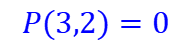 P(3,2) = 0